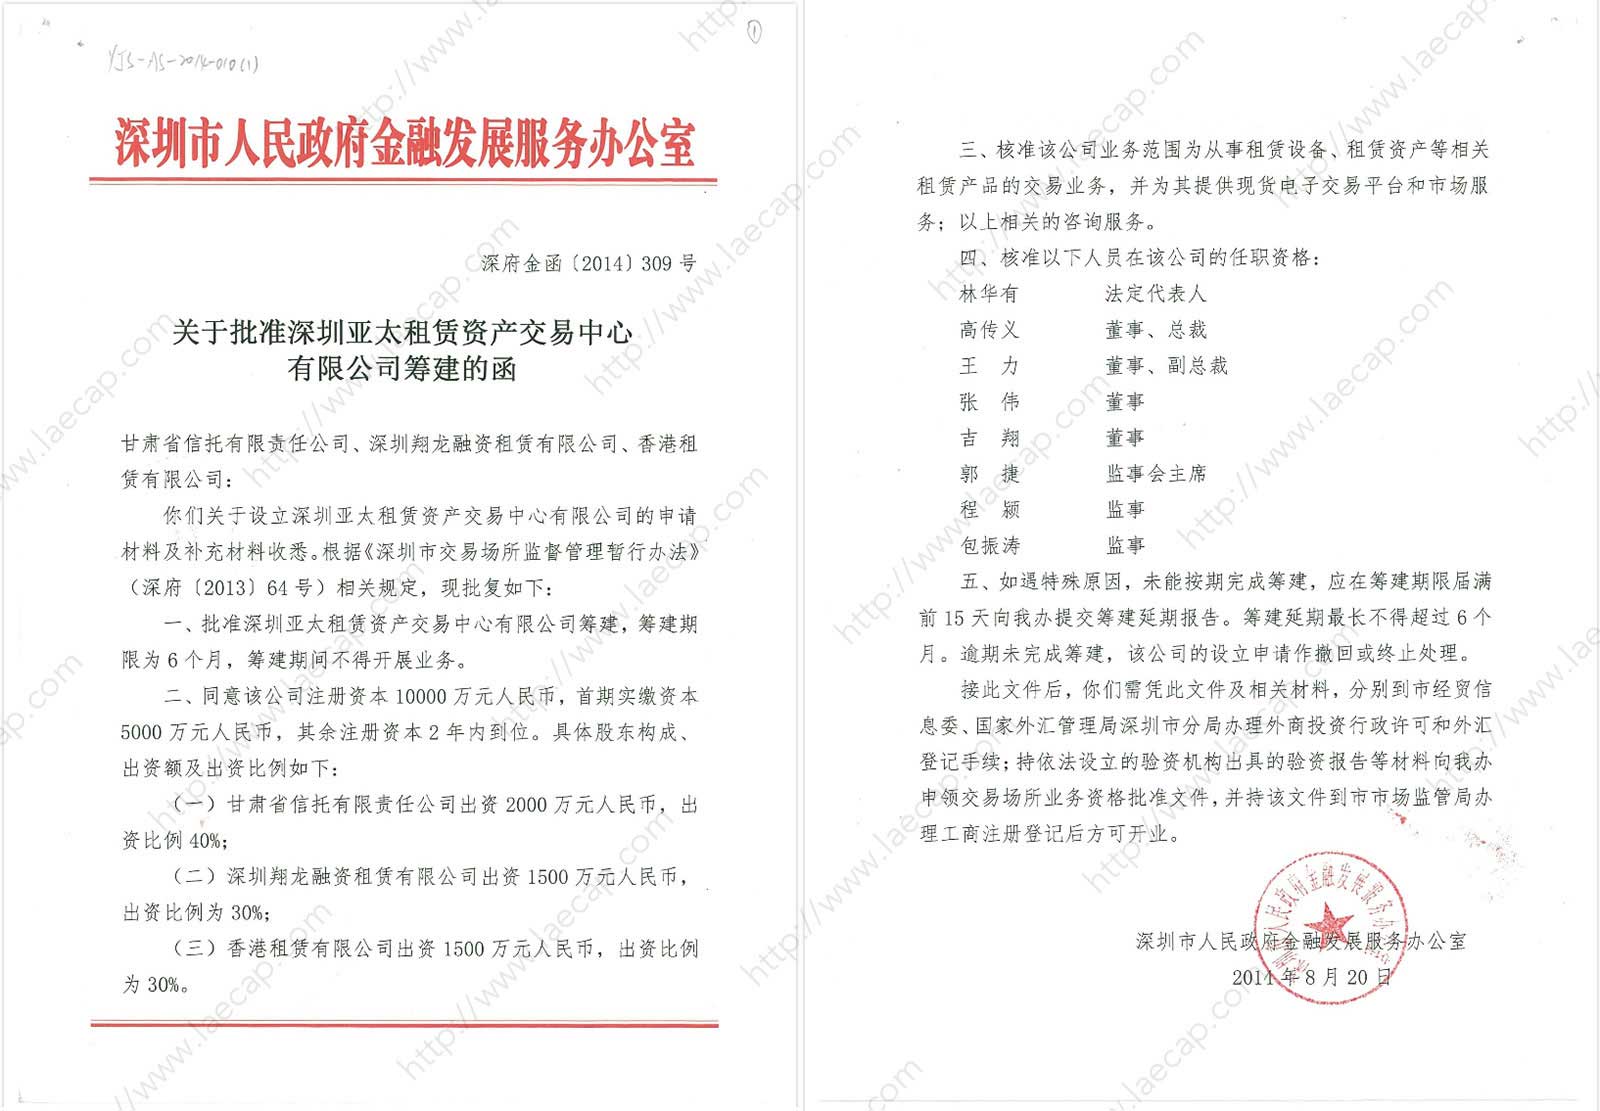 YJS-AS-2014-010(1)
1
深圳市人民政府金融发展服务办公室
深府金函〔2014〕309 号
关于批准深圳亚太租赁资产交易中心
有限公司筹建的函
甘肃省信托有限责任公司、深圳翔龙融资租赁有限公司、香港租
赁有限公司：
你们关于设立深圳亚太租赁资产交易中心有限公司的申请
材料及补充材料收悉。根据《深圳市交易场所监督管理暂行办法》
（深府〔2013〕64 号）相关规定，现批复如下：
一、批准深圳亚太租赁资产交易中心有限公司筹建，筹建期
限为 6 个月，筹建期间不得开展业务。
二、同意该公司注册资本 10000 万元人民币，首期实缴资本
5000 万元人民币，其余注册资本 2 年内到位。具体股东构成、
出资额及出资比例如下：
（一）甘肃省信托有限责任公司出资 2000 万元人民币，出
资比例 40%；
（二）深圳翔龙融资租赁有限公司出资 1500 万元人民币，
出资比例为 30%；
（三）香港租赁有限公司出资 1500 万元人民币，出资比例
为 30%。
三、核准该公司业务范围为从事租赁设备、租赁资产等相关
租赁产品的交易业务，并为其提供现货电子交易平台和市场服
务；以上相关的咨询服务。
四、核准以下人员在该公司的任职资格：
林华有 法定代表人
高传义 董事、总裁
王 力 董事、副总裁
张 伟 董事
吉 翔 董事
郭 捷 监事会主席
程 颍 监事
包振涛 监事
五、如遇特殊原因，未能按期完成筹建，应在筹建期限届满
前 15 天向我办提交筹建延期报告。筹建延期最长不得超过 6 个
月。逾期未完成筹建，该公司的设立申请作撤回或终止处理。
接此文件后，你们需凭此文件及相关材料，分别到市经贸信
息委、国家外汇管理局深圳市分局办理外商投资行政许可和外汇
登记手续；持依法设立的验资机构出具的验资报告等材料向我办
申领交易场所业务资格批准文件，并持该文件到市市场监管局办
理工商注册登记后方可开业。
深圳市人民政府金融发展服务办公室
2014 年 8 月 20 日
深圳市人民政府金融发展服务办公室
http://www.laecap.com